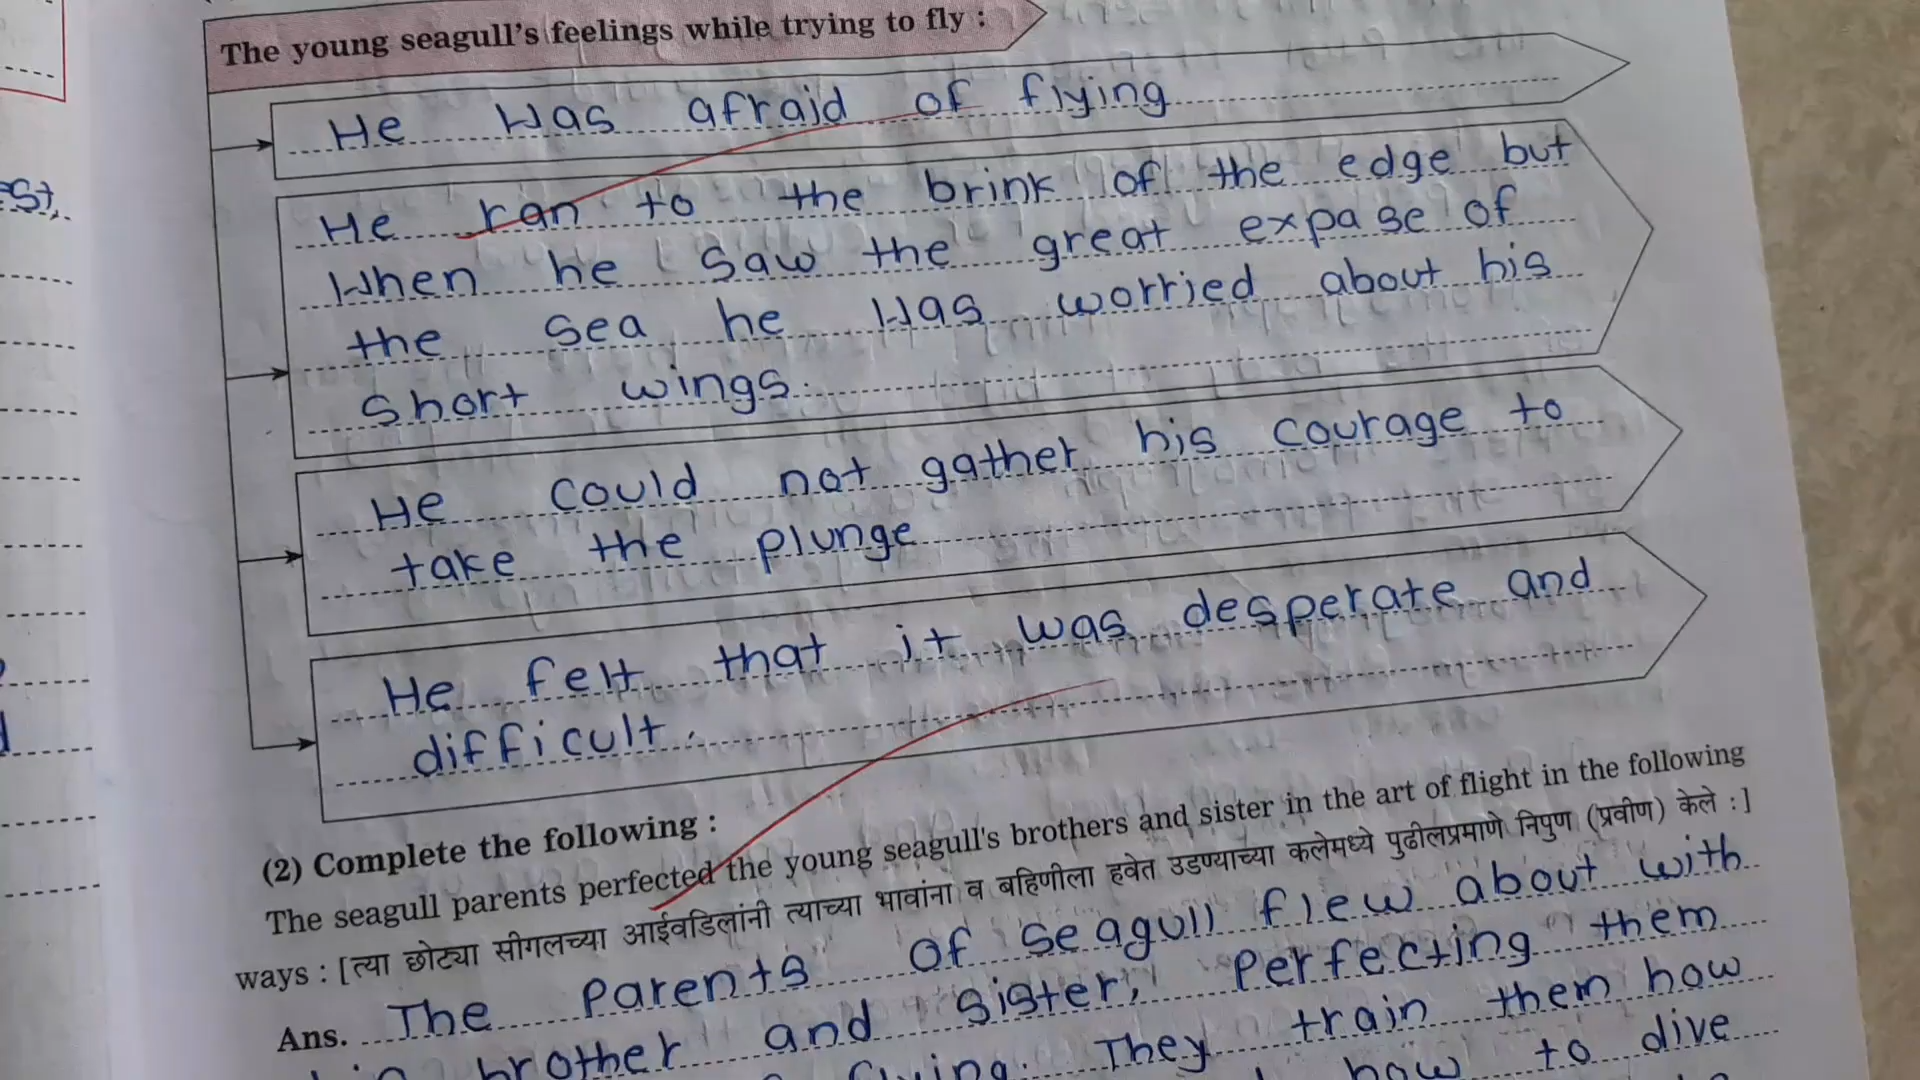 The young seagull's feelings while trying to fly :
He was afraid of flying
He ran to the brink of the edge but
when he saw the great expase of
the sea he was worried about his
short wings.
He could not gather his courage to
take the plunge
He felt that it was desperate and
difficult.
(2) Complete the following :
The seagull parents perfected the young seagull's brothers and sister in the art of flight in the following
ways : [त्या छोट्या सीगलच्या आईवडिलांनी त्याच्या भावांना व बहिणीला हवेत उडण्याच्या कलेमध्ये पुढीलप्रमाणे निपुण (प्रवीण) केले :]
Ans. The parents of seagull flew about with
brother and sister, perfecting them
flying. They train them how
how to dive